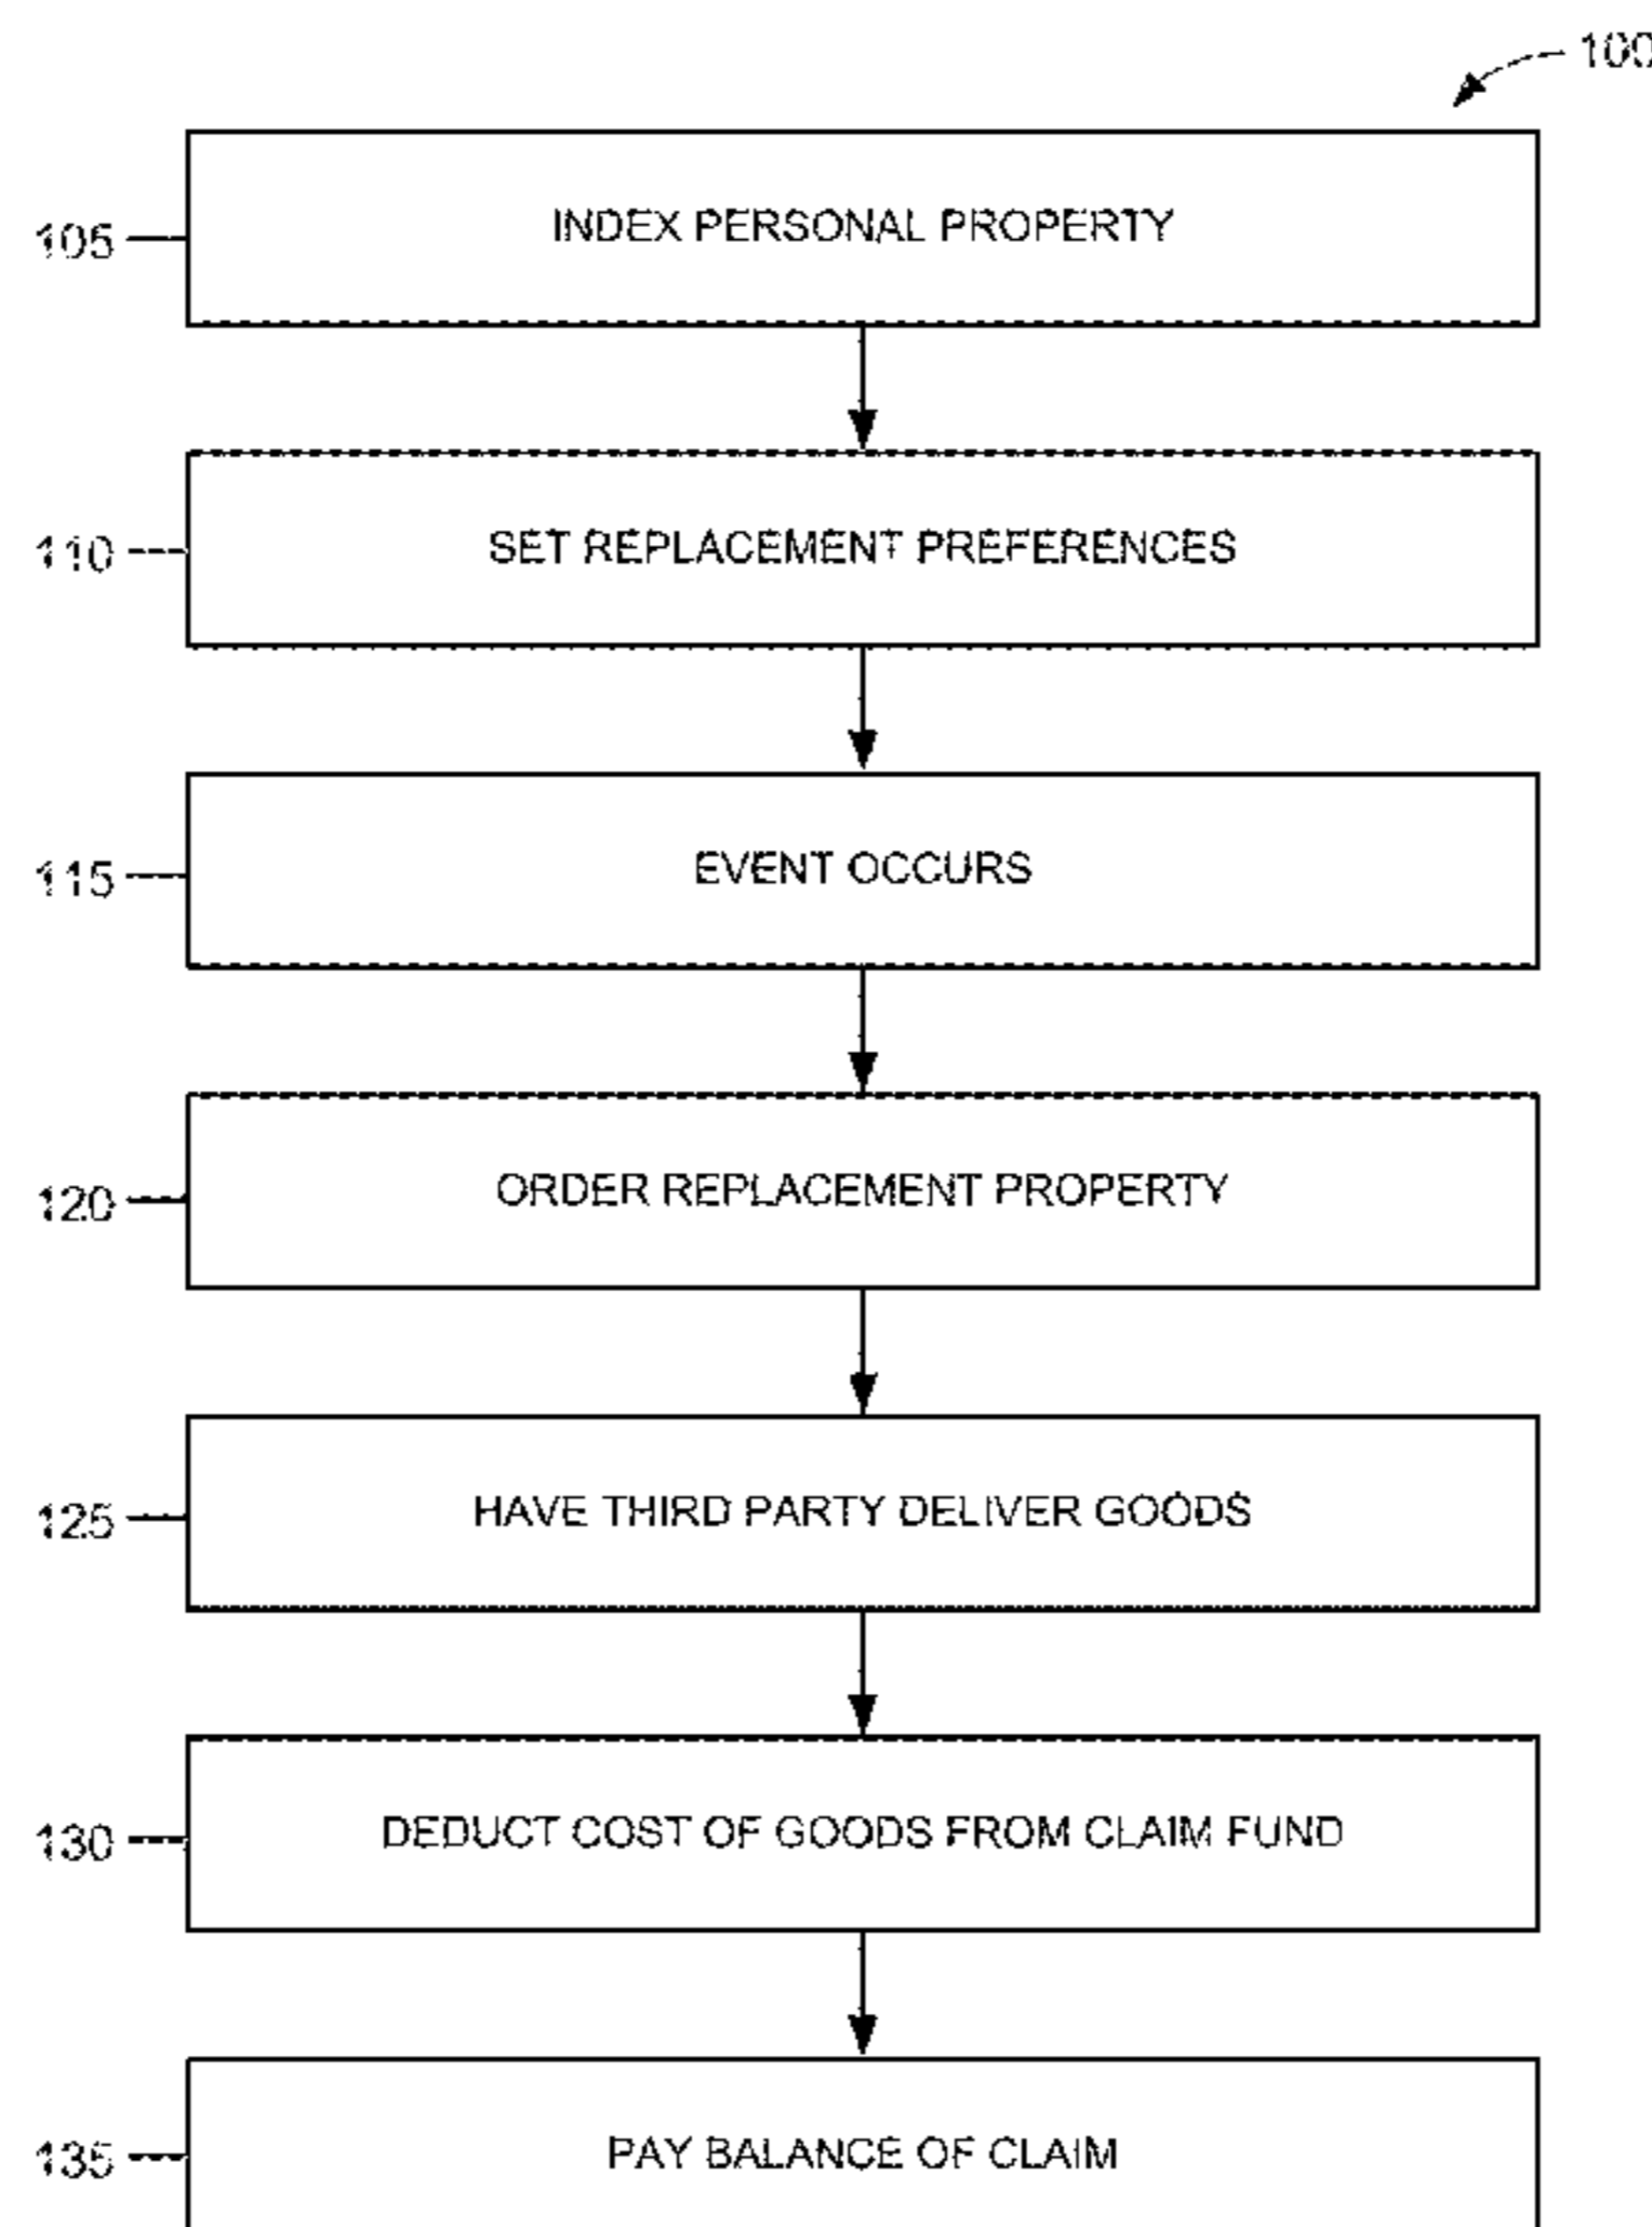 100
105
INDEX PERSONAL PROPERTY
110
SET REPLACEMENT PREFERENCES
115
EVENT OCCURS
120
ORDER REPLACEMENT PROPERTY
125
HAVE THIRD PARTY DELIVER GOODS
130
DEDUCT COST OF GOODS FROM CLAIM FUND
135
PAY BALANCE OF CLAIM